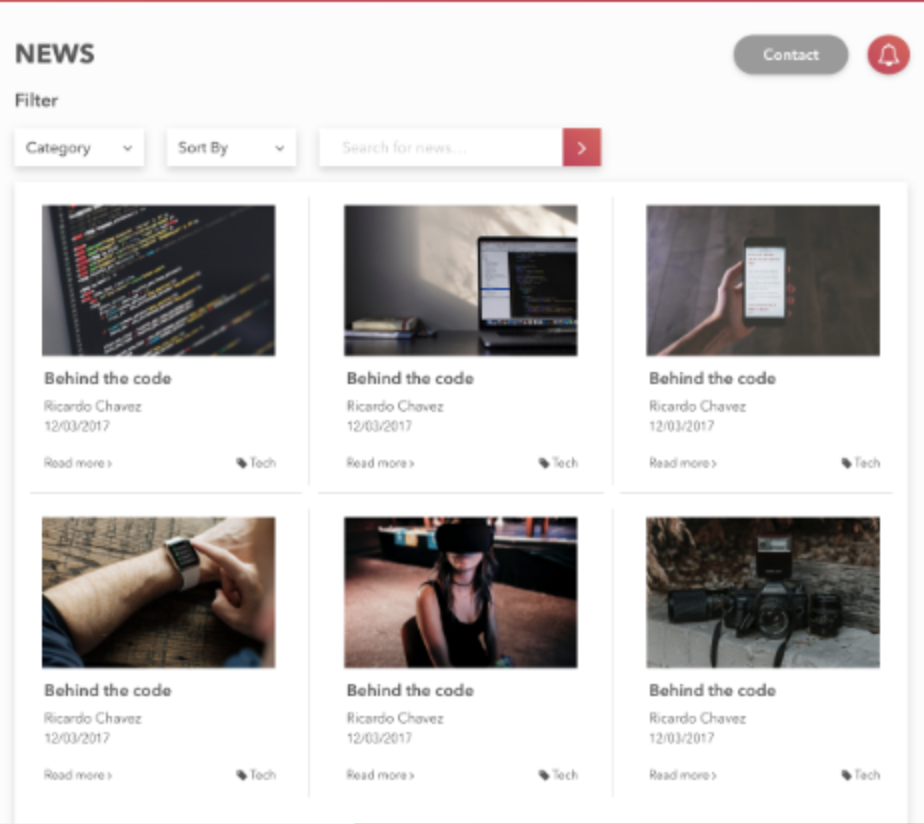 NEWS
Contact
Filter
Category
Sort By
Search for news...
Behind the code
Ricardo Chavez
12/03/2017
Read more ›
Tech
Behind the code
Ricardo Chavez
12/03/2017
Read more ›
Tech
Behind the code
Ricardo Chavez
12/03/2017
Read more ›
Tech
Behind the code
Ricardo Chavez
12/03/2017
Read more ›
Tech
Behind the code
Ricardo Chavez
12/03/2017
Read more ›
Tech
Behind the code
Ricardo Chavez
12/03/2017
Read more ›
Tech